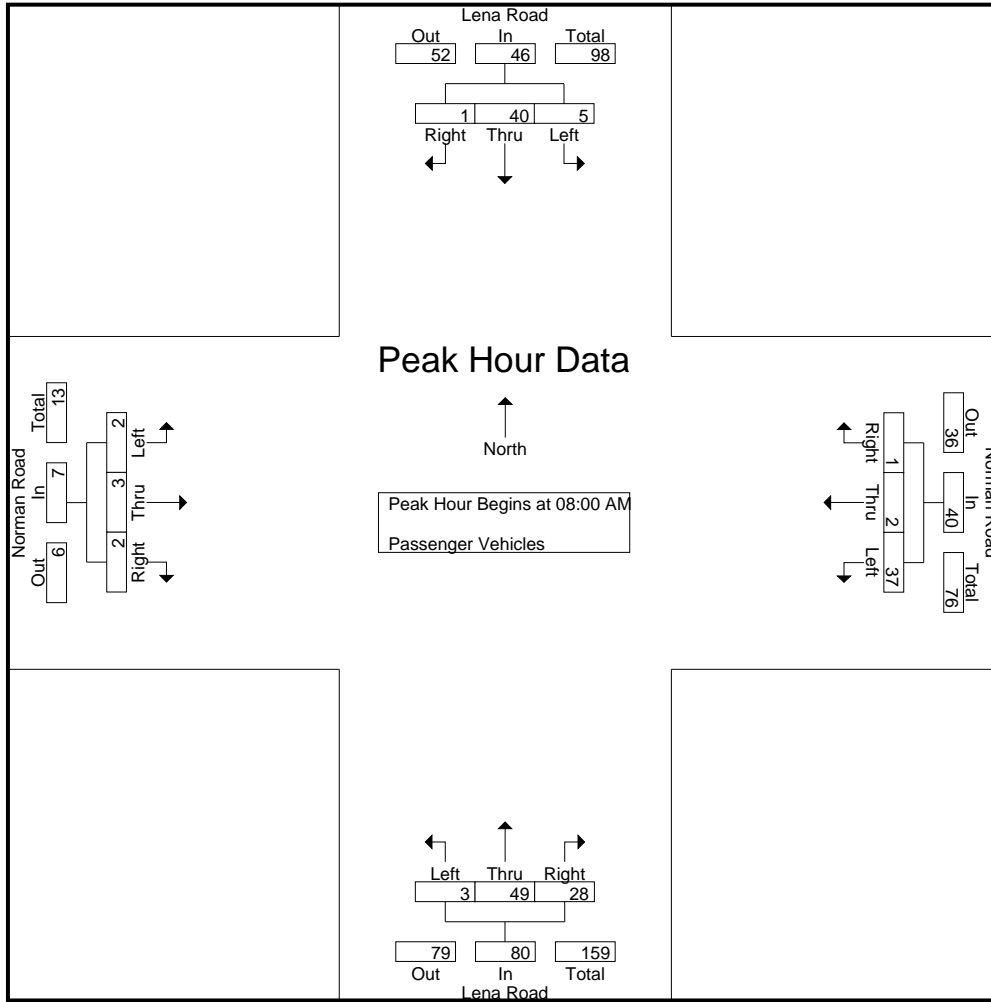 Lena Road
Out In Total
52 46 98
1 40 5
Right Thru Left
Peak Hour Data
North
Peak Hour Begins at 08:00 AM
Passenger Vehicles
Norman Road
Total In Out
13 7 6
2 3 2
Left Thru Right
Right Thru Left
1 2 37
Out In Total
36 40 76
Norman Road
Left Thru Right
3 49 28
79 80 159
Out In Total
Lena Road